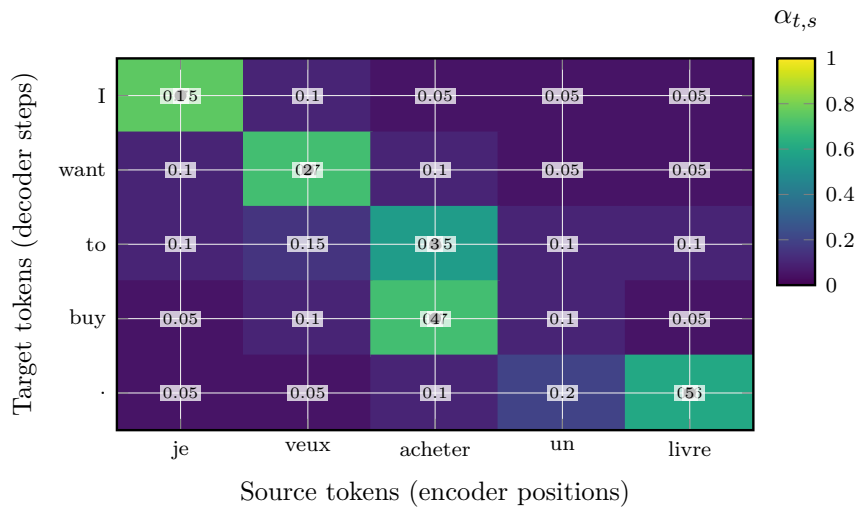 α_{t,s}
I 0.1 0.05 0.05 0.05 1
want 0.1 0.1 0.05 0.05 0.8
to 0.1 0.15 0.1 0.1 0.6
buy 0.05 0.1 0.1 0.05 0.4
. 0.05 0.05 0.1 0.2 0.2
0
je veux acheter un livre
Source tokens (encoder positions)
Target tokens (decoder steps)